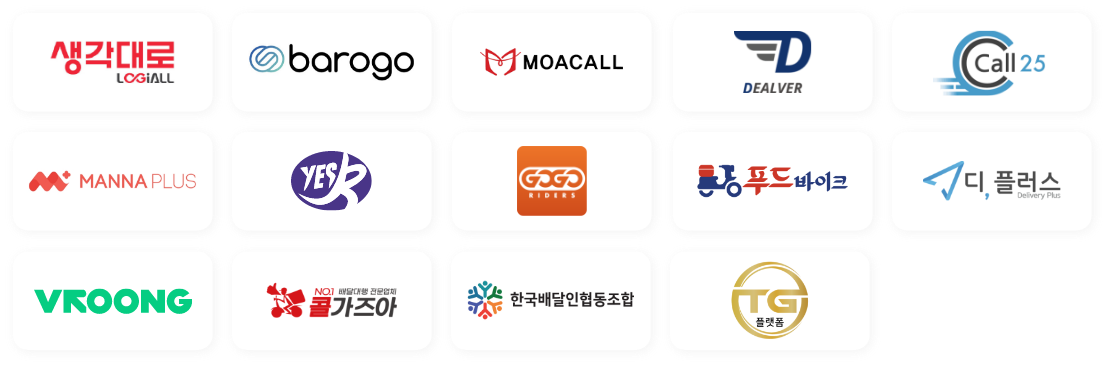 생각대로
LOGiALL
barogo
MOACALL
DEALVER
Call 25
MANNA PLUS
YES R
GOGO
RIDERS
푸드바이크
디, 플러스
Delivery Plus
VROONG
NO.1 배달대행 전문업체
콜가즈아
한국배달인협동조합
TG
플랫폼